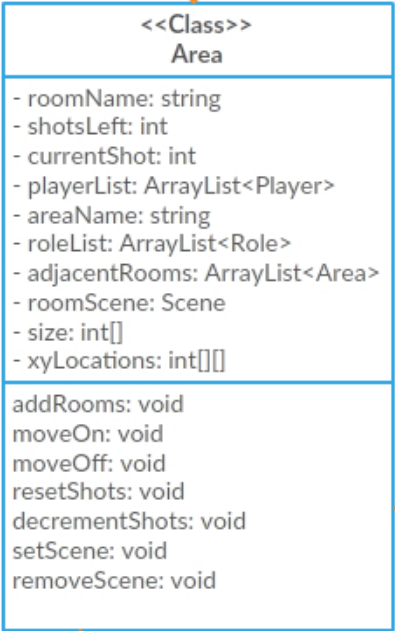 <<Class>>
Area
- roomName: string
- shotsLeft: int
- currentShot: int
- playerList: ArrayList<Player>
- areaName: string
- roleList: ArrayList<Role>
- adjacentRooms: ArrayList<Area>
- roomScene: Scene
- size: int[]
- xyLocations: int[][]
addRooms: void
moveOn: void
moveOff: void
resetShots: void
decrementShots: void
setScene: void
removeScene: void